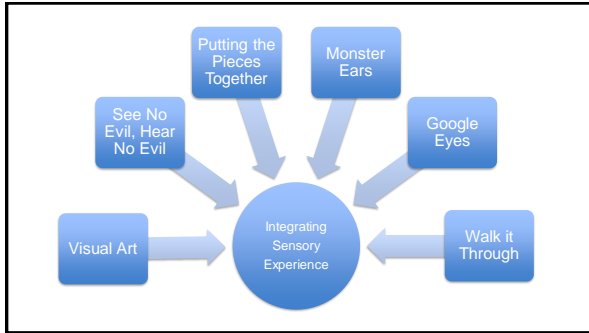 Putting the
Pieces
Together
Monster
Ears
See No
Evil, Hear
No Evil
Google
Eyes
Visual Art
Integrating
Sensory
Experience
Walk it
Through